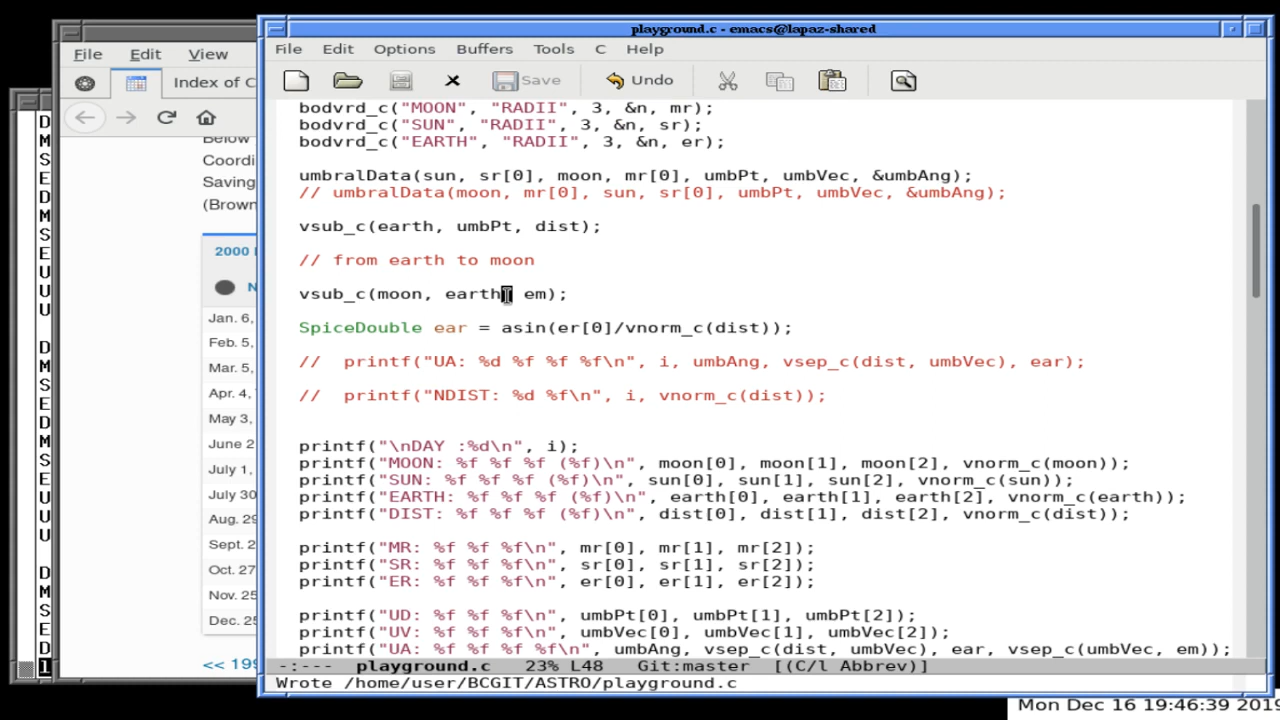 playground.c - emacs@lapaz-shared
File Edit View
Index of C
File Edit Options Buffers Tools C Help
Save Undo
Below
Coordi
Saving
(Brown
2000
N
Jan. 6,
Feb. 5,
Mar. 5,
Apr. 4,
May 3,
June 2
July 1,
July 30
Aug. 29
Sept. 2
Oct. 27
Nov. 25
Dec. 25
<< 199
D
M
S
E
D
M
S
E
U
U
U
D
M
S
E
D
M
S
E
U
U
U
D
M
S
E
D
1
bodvrd_c("MOON", "RADII", 3, &n, mr);
bodvrd_c("SUN", "RADII", 3, &n, sr);
bodvrd_c("EARTH", "RADII", 3, &n, er);
umbralData(sun, sr[0], moon, mr[0], umbPt, umbVec, &umbAng);
// umbralData(moon, mr[0], sun, sr[0], umbPt, umbVec, &umbAng);
vsub_c(earth, umbPt, dist);
// from earth to moon
vsub_c(moon, earth, em);
SpiceDouble ear = asin(er[0]/vnorm_c(dist));
//  printf("UA: %d %f %f %f\n", i, umbAng, vsep_c(dist, umbVec), ear);
//  printf("NDIST: %d %f\n", i, vnorm_c(dist));
printf("\nDAY :%d\n", i);
printf("MOON: %f %f %f (%f)\n", moon[0], moon[1], moon[2], vnorm_c(moon));
printf("SUN: %f %f %f (%f)\n", sun[0], sun[1], sun[2], vnorm_c(sun));
printf("EARTH: %f %f %f (%f)\n", earth[0], earth[1], earth[2], vnorm_c(earth));
printf("DIST: %f %f %f (%f)\n", dist[0], dist[1], dist[2], vnorm_c(dist));
printf("MR: %f %f %f\n", mr[0], mr[1], mr[2]);
printf("SR: %f %f %f\n", sr[0], sr[1], sr[2]);
printf("ER: %f %f %f\n", er[0], er[1], er[2]);
printf("UD: %f %f %f\n", umbPt[0], umbPt[1], umbPt[2]);
printf("UV: %f %f %f\n", umbVec[0], umbVec[1], umbVec[2]);
printf("UA: %f %f %f %f\n", umbAng, vsep_c(dist, umbVec), ear, vsep_c(umbVec, em));
-:--- playground.c 23% L48 Git:master [(C/l Abbrev)]
Wrote /home/user/BCGIT/ASTRO/playground.c
Mon Dec 16 19:46:39 2019